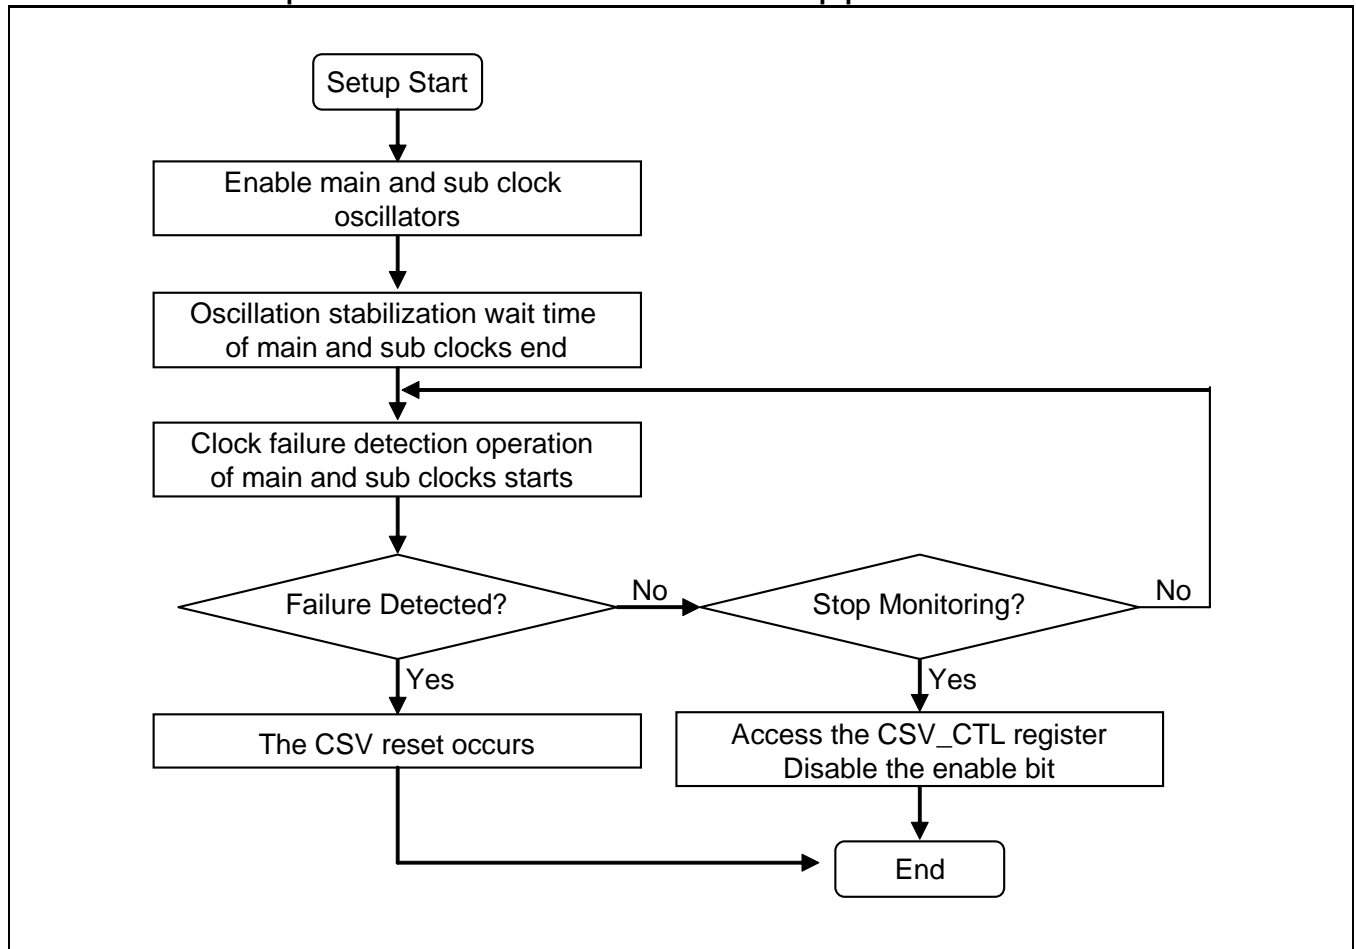 Setup Start
Enable main and sub clock
oscillators
Oscillation stabilization wait time
of main and sub clocks end
Clock failure detection operation
of main and sub clocks starts
Failure Detected?
No
Stop Monitoring?
No
Yes
Yes
The CSV reset occurs
Access the CSV_CTL register
Disable the enable bit
End